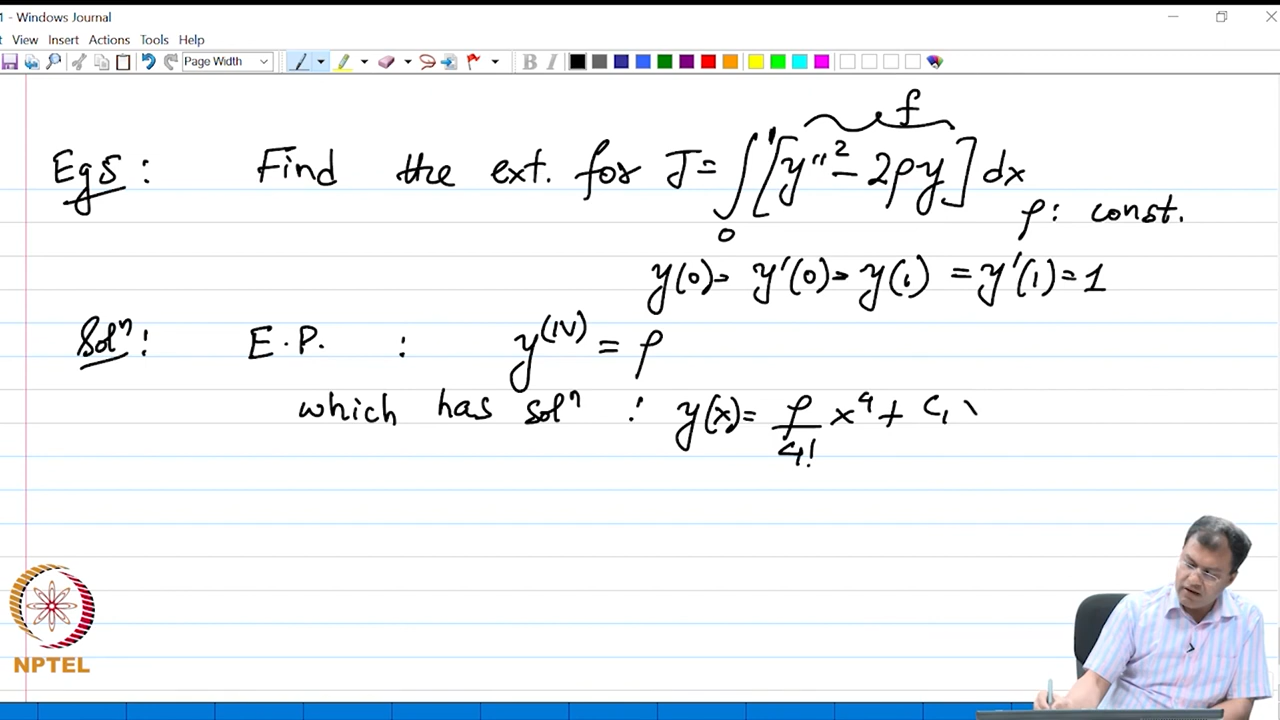 1 - Windows Journal
t View Insert Actions Tools Help
Page Width
B I
f
Eg5: Find the ext. for J = ∫₀¹ [y''² - 2ρy] dx
ρ: const.
y(0) = y'(0) = y(1) = y'(1) = 1
Solⁿ: E.P. : y^(IV) = ρ
which has solⁿ : y(x) = ρ/4! x⁴ + C₁
NPTEL